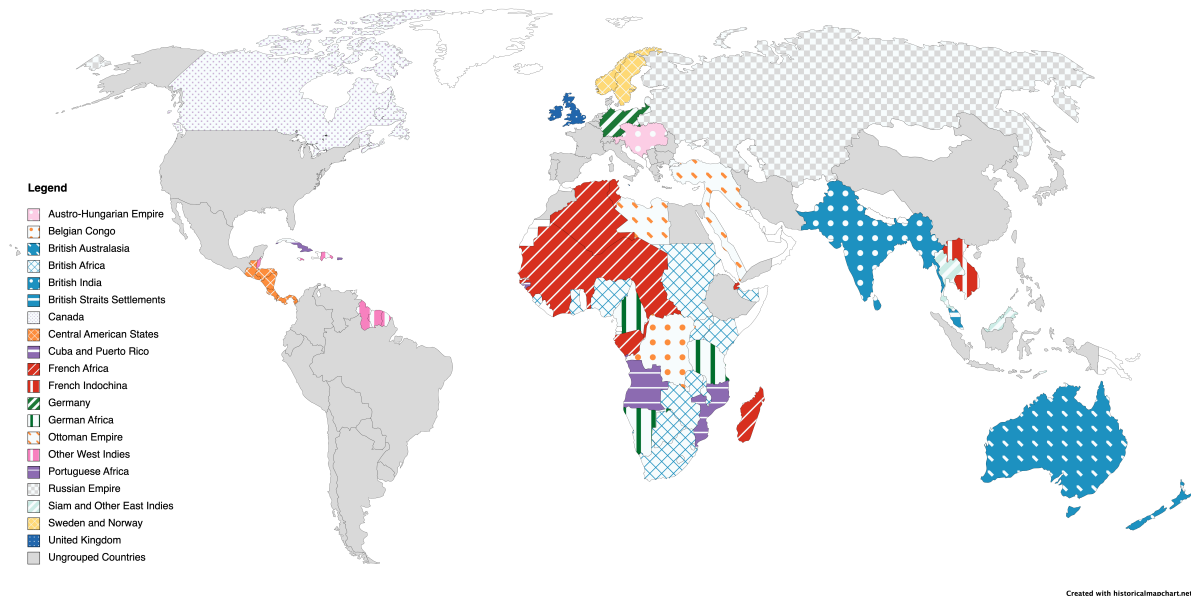 Legend
Austro-Hungarian Empire
Belgian Congo
British Australasia
British Africa
British India
British Straits Settlements
Canada
Central American States
Cuba and Puerto Rico
French Africa
French Indochina
Germany
German Africa
Ottoman Empire
Other West Indies
Portuguese Africa
Russian Empire
Siam and Other East Indies
Sweden and Norway
United Kingdom
Ungrouped Countries
Created with historicalmapchart.net